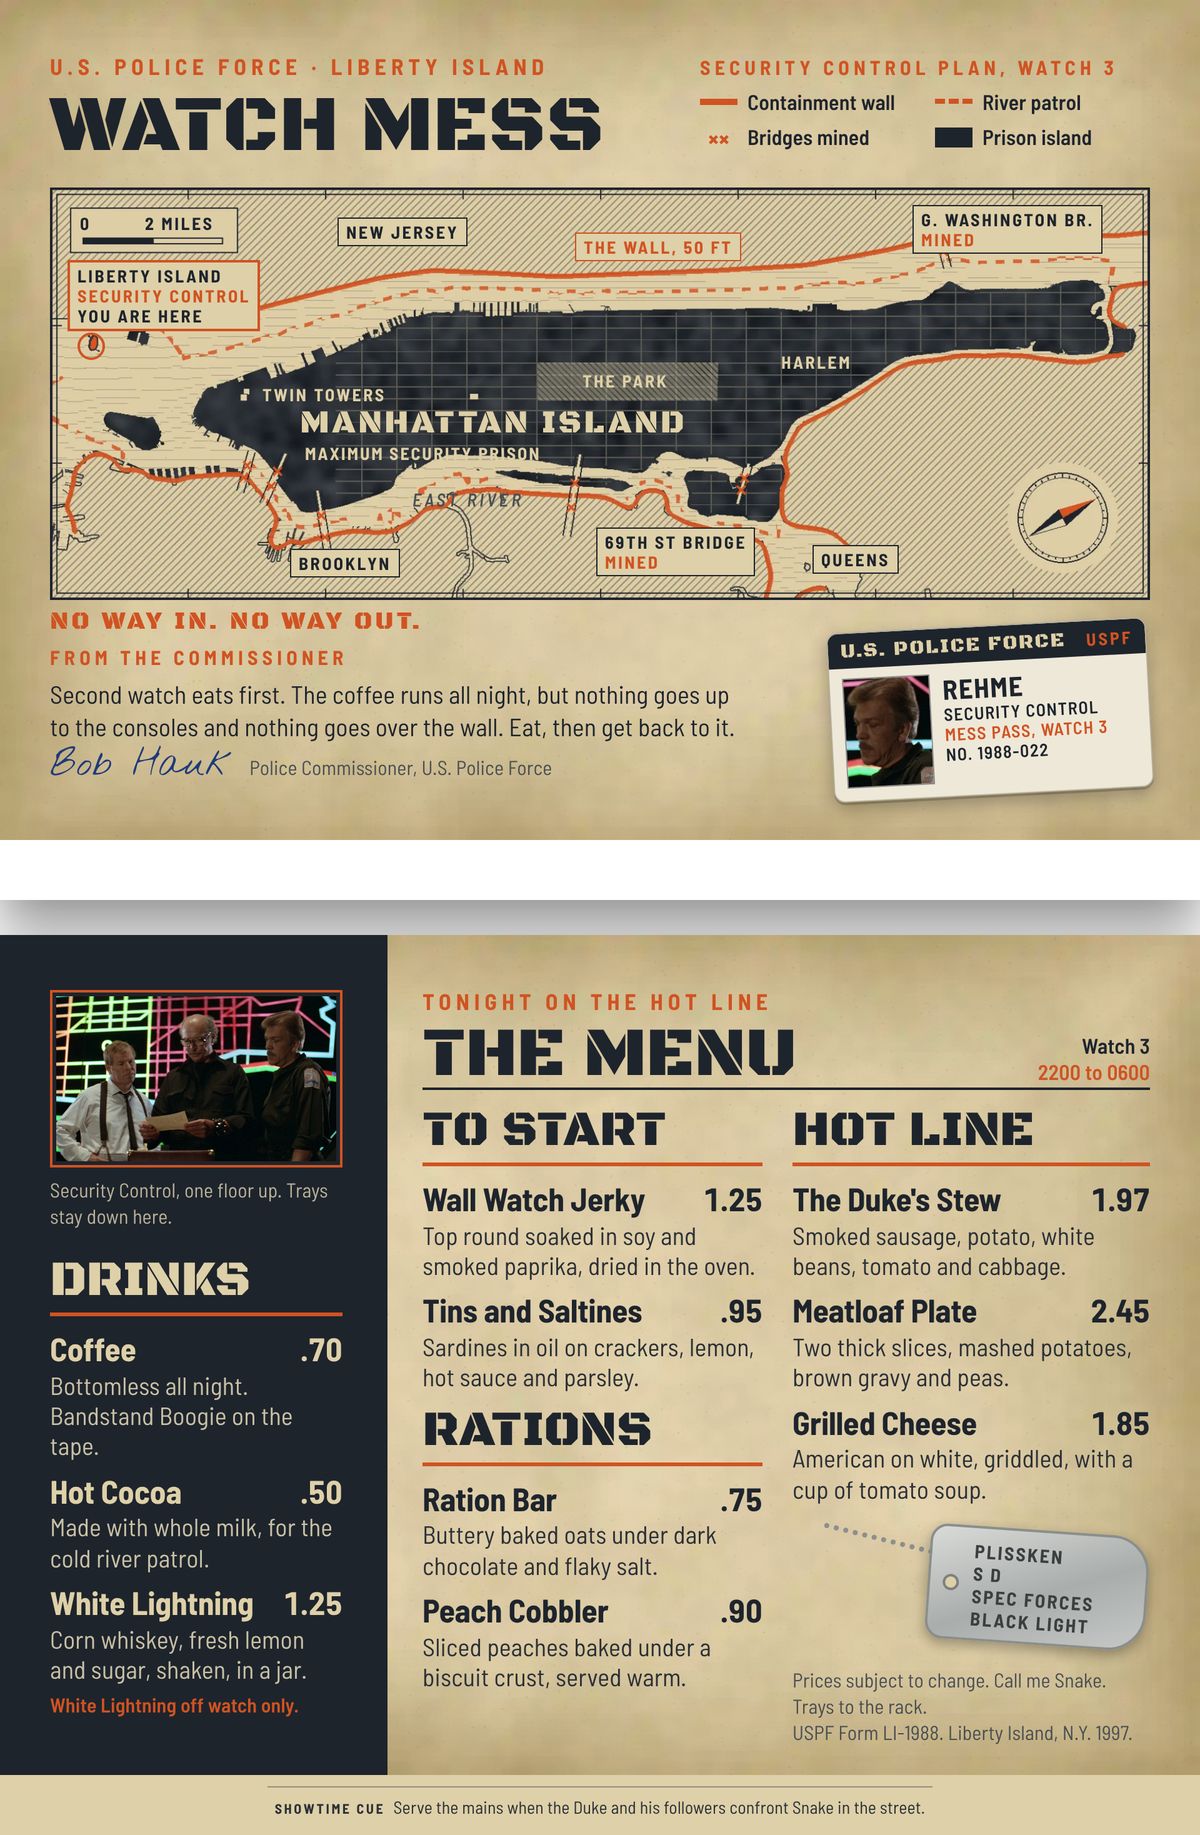 U.S. POLICE FORCE · LIBERTY ISLAND
WATCH MESS
SECURITY CONTROL PLAN, WATCH 3
Containment wall
River patrol
Bridges mined
Prison island
0 2 MILES
NEW JERSEY
THE WALL, 50 FT
G. WASHINGTON BR.
MINED
LIBERTY ISLAND
SECURITY CONTROL
YOU ARE HERE
HARLEM
THE PARK
TWIN TOWERS
MANHATTAN ISLAND
MAXIMUM SECURITY PRISON
EAST RIVER
69TH ST BRIDGE
MINED
BROOKLYN
QUEENS
NO WAY IN. NO WAY OUT.
FROM THE COMMISSIONER
Second watch eats first. The coffee runs all night, but nothing goes up
to the consoles and nothing goes over the wall. Eat, then get back to it.
Bob Hauk Police Commissioner, U.S. Police Force
U.S. POLICE FORCE USPF
REHME
SECURITY CONTROL
MESS PASS, WATCH 3
NO. 1988-022
Security Control, one floor up. Trays
stay down here.
DRINKS
Coffee .70
Bottomless all night.
Bandstand Boogie on the
tape.
Hot Cocoa .50
Made with whole milk, for the
cold river patrol.
White Lightning 1.25
Corn whiskey, fresh lemon
and sugar, shaken, in a jar.
White Lightning off watch only.
TONIGHT ON THE HOT LINE
THE MENU
Watch 3
2200 to 0600
TO START
Wall Watch Jerky 1.25
Top round soaked in soy and
smoked paprika, dried in the oven.
Tins and Saltines .95
Sardines in oil on crackers, lemon,
hot sauce and parsley.
RATIONS
Ration Bar .75
Buttery baked oats under dark
chocolate and flaky salt.
Peach Cobbler .90
Sliced peaches baked under a
biscuit crust, served warm.
HOT LINE
The Duke's Stew 1.97
Smoked sausage, potato, white
beans, tomato and cabbage.
Meatloaf Plate 2.45
Two thick slices, mashed potatoes,
brown gravy and peas.
Grilled Cheese 1.85
American on white, griddled, with a
cup of tomato soup.
PLISSKEN
S D
SPEC FORCES
BLACK LIGHT
Prices subject to change. Call me Snake.
Trays to the rack.
USPF Form LI-1988. Liberty Island, N.Y. 1997.
SHOWTIME CUE Serve the mains when the Duke and his followers confront Snake in the street.